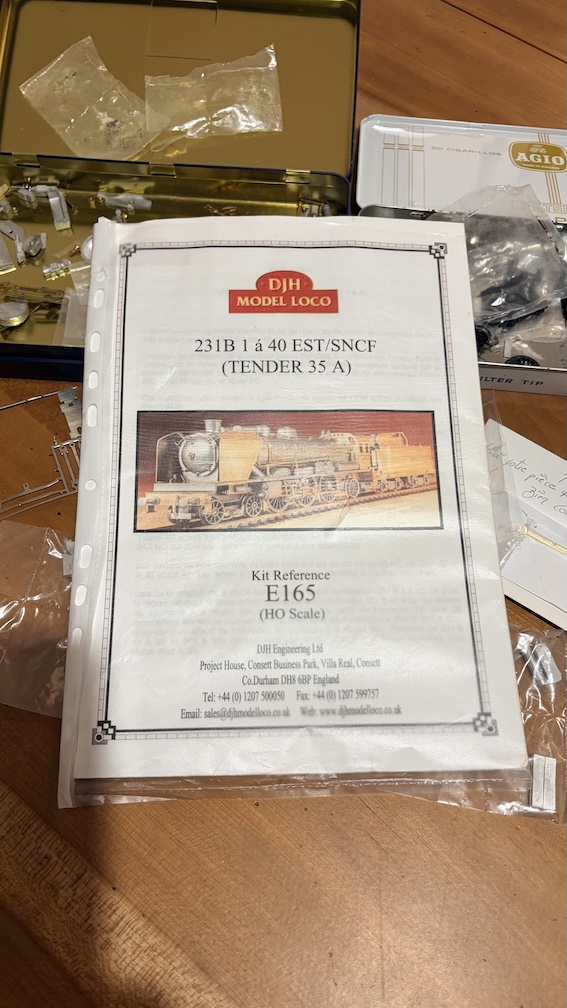 50 CIGARILLOS
AGIO
FILTER TIP
DJH
MODEL LOCO
231B 1 á 40 EST/SNCF
(TENDER 35 A)
Kit Reference
E165
(HO Scale)
DJH Engineering Ltd
Project House, Consett Business Park, Villa Real, Consett
Co.Durham DH8 6BP England
Tel: +44 (0) 1207 500050 Fax: +44 (0) 1207 599757
Email: sales@djhmodelloco.co.uk Web: www.djhmodelloco.co.uk
votre pièce